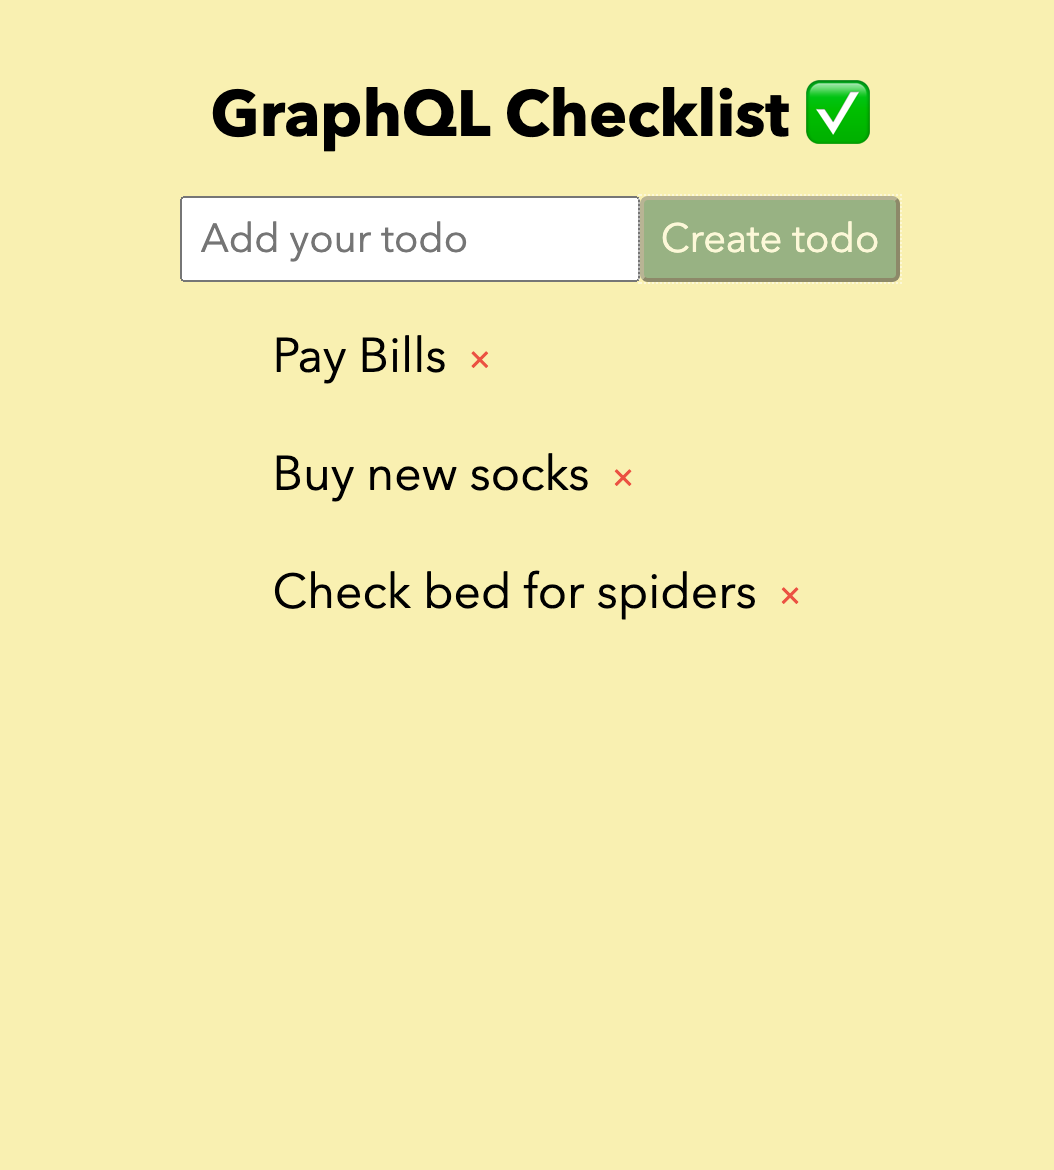 GraphQL Checklist ✅
Add your todo Create todo
Pay Bills ×
Buy new socks ×
Check bed for spiders ×